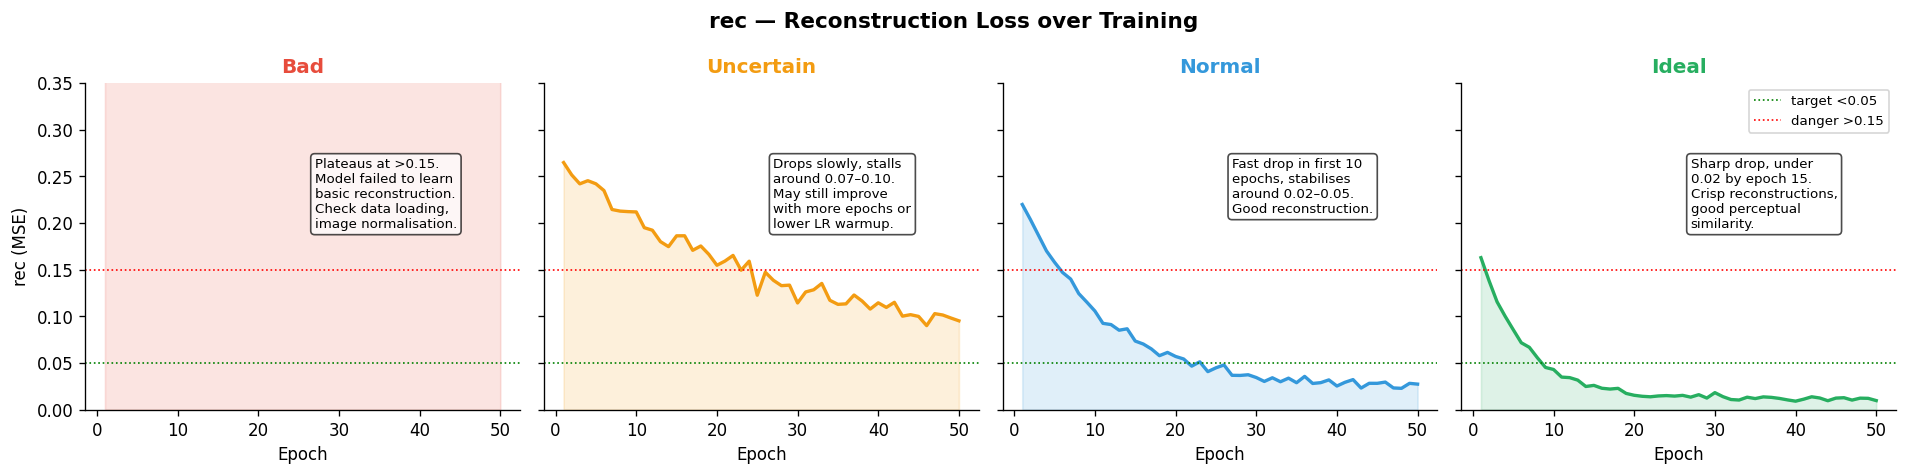 rec — Reconstruction Loss over Training
Bad
Uncertain
Normal
Ideal
rec (MSE)
0.35
0.30
0.25
0.20
0.15
0.10
0.05
0.00
Plateaus at >0.15.
Model failed to learn
basic reconstruction.
Check data loading,
image normalisation.
0 10 20 30 40 50
Epoch
Drops slowly, stalls
around 0.07–0.10.
May still improve
with more epochs or
lower LR warmup.
0 10 20 30 40 50
Epoch
Fast drop in first 10
epochs, stabilises
around 0.02–0.05.
Good reconstruction.
0 10 20 30 40 50
Epoch
target <0.05
danger >0.15
Sharp drop, under
0.02 by epoch 15.
Crisp reconstructions,
good perceptual
similarity.
0 10 20 30 40 50
Epoch